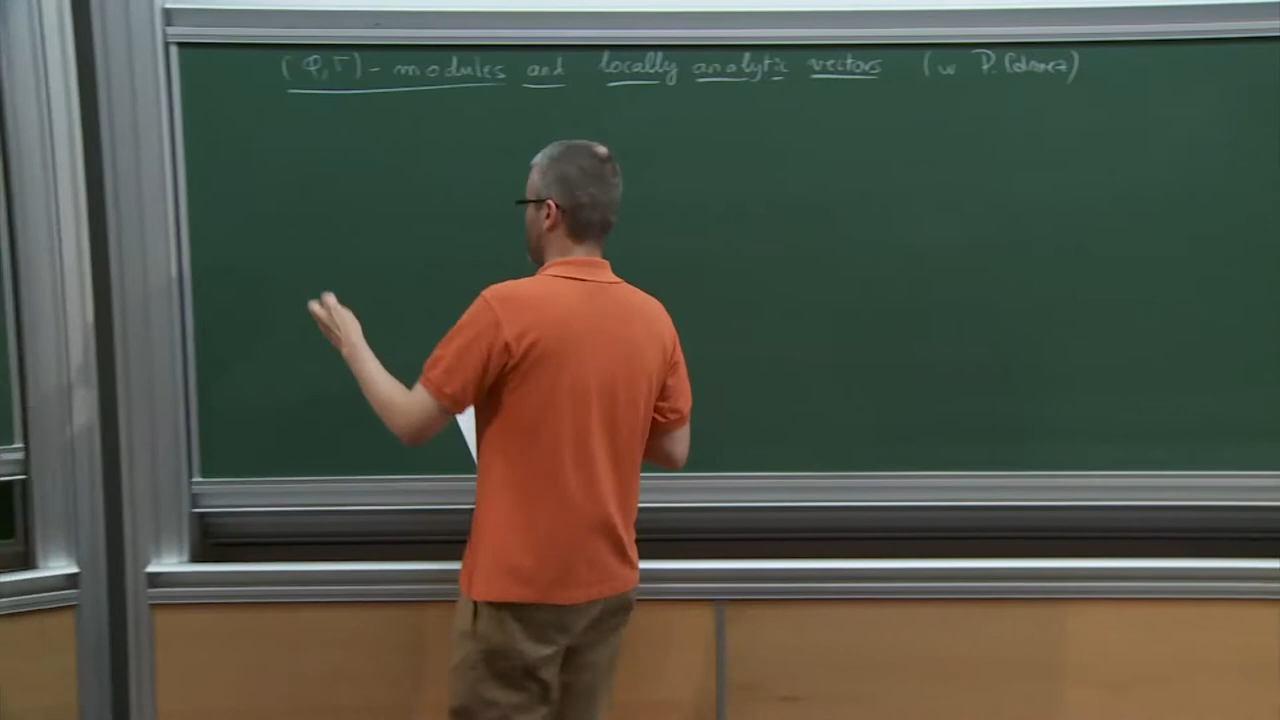 (φ,Γ)-modules and locally analytic vectors (w P. Colmez)